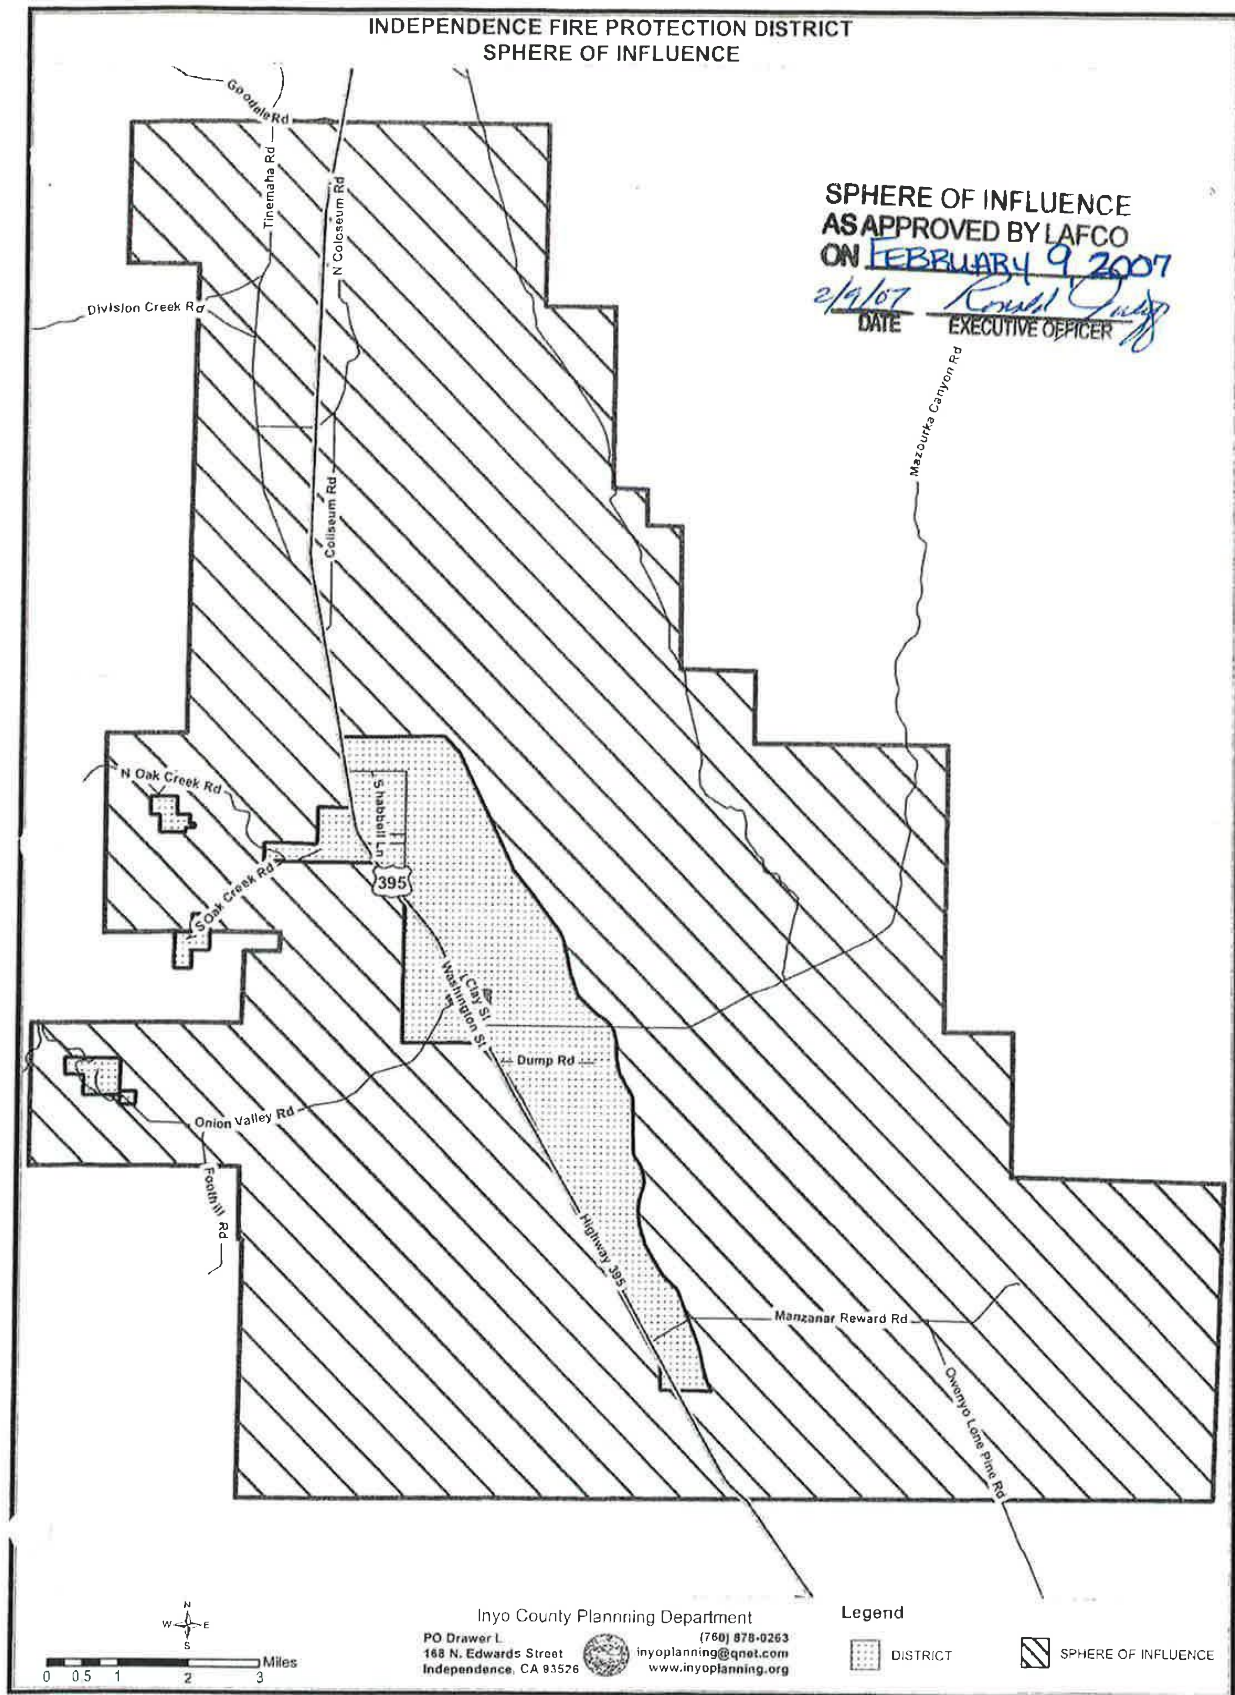 INDEPENDENCE FIRE PROTECTION DISTRICT
SPHERE OF INFLUENCE
Goodale Rd
Tinemaha Rd
N Coloseum Rd
SPHERE OF INFLUENCE
AS APPROVED BY LAFCO
ON FEBRUARY 9, 2007
2/9/07 Ronald
DATE EXECUTIVE OFFICER
Division Creek Rd
Mazourka Canyon Rd
Coliseum Rd
N Oak Creek Rd
Shabbell Ln
395
S Oak Creek Rd
Clay St
Washington St
Dump Rd
Onion Valley Rd
Foothill Rd
Highway 395
Manzanar Reward Rd
Owenyo Lone Pine Rd
N
W E
S
0 0.5 1 2 3 Miles
Inyo County Plannring Department
PO Drawer L
168 N. Edwards Street
Independence, CA 93526
(760) 878-0263
inyoplanning@qnet.com
www.inyoplanning.org
Legend
DISTRICT
SPHERE OF INFLUENCE